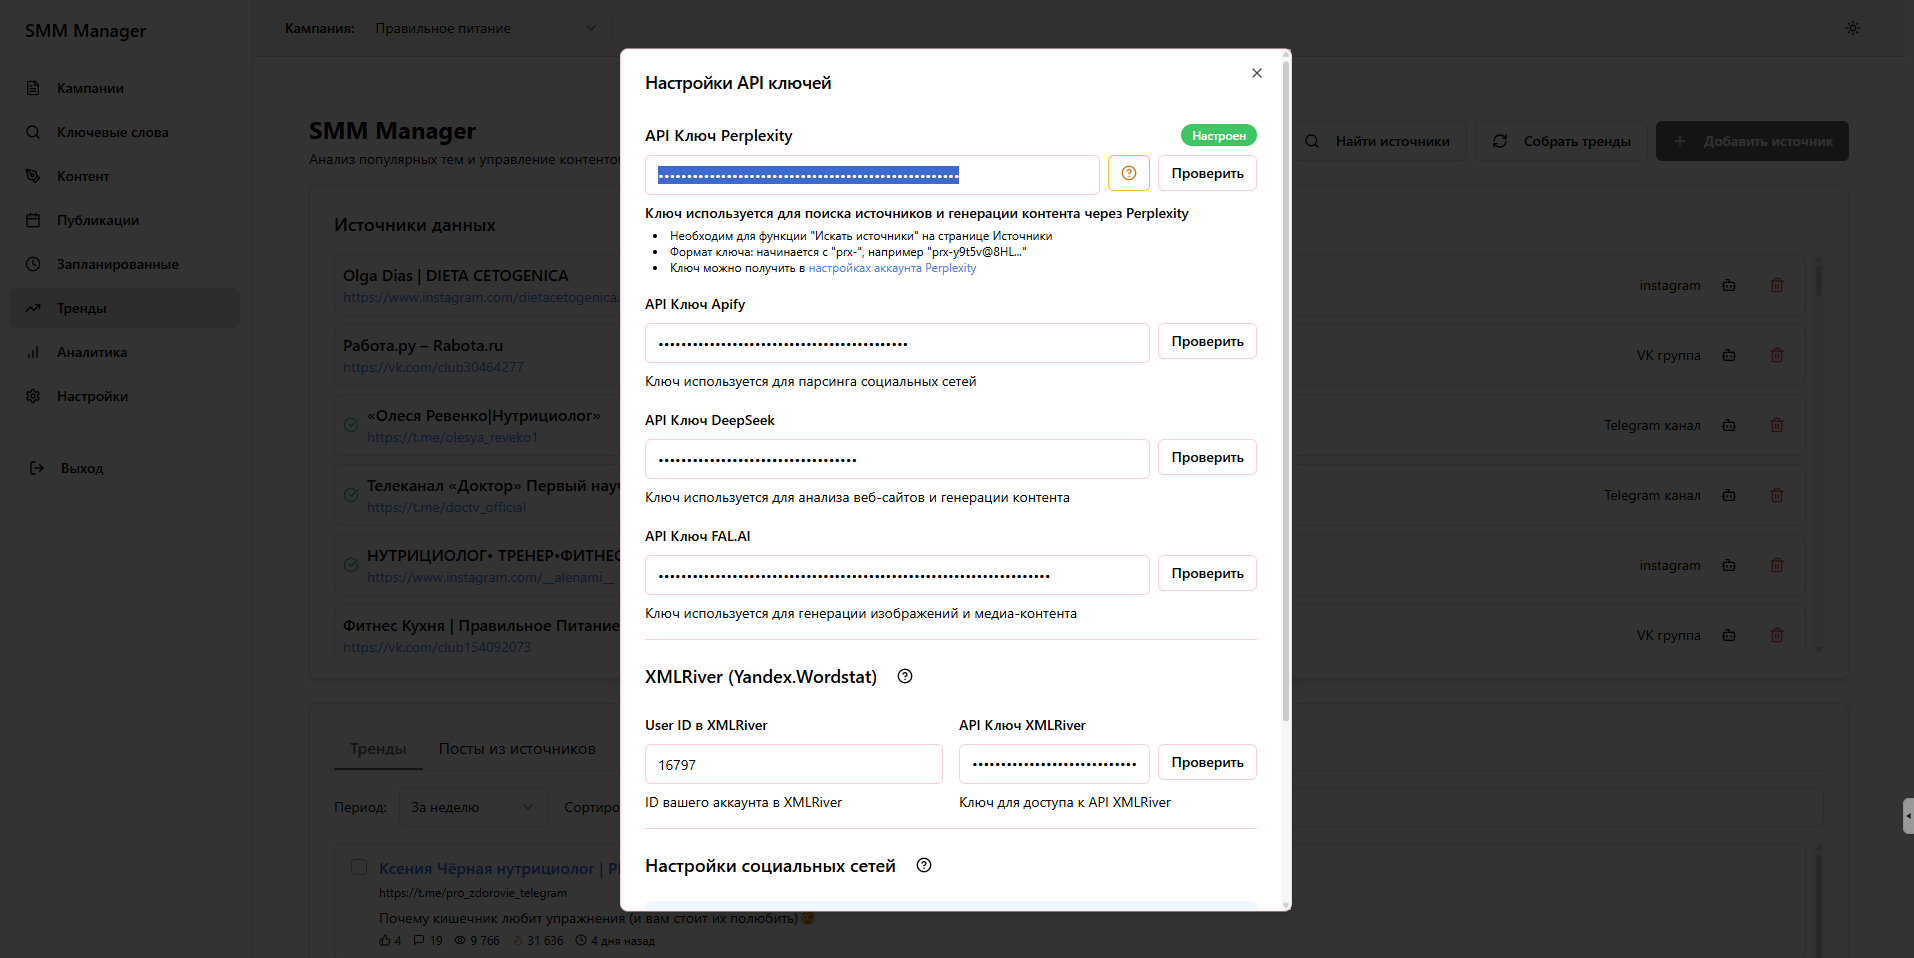 SMM Manager
Кампания:
Правильное питание
Кампании
Ключевые слова
Контент
Публикации
Запланированные
Тренды
Аналитика
Настройки
Выход
SMM Manager
Анализ популярных тем и управление контентом
Найти источники
Собрать тренды
Добавить источник
Источники данных
Olga Dias | DIETA CETOGENICA
https://www.instagram.com/dietacetogenica.
instagram
Работа.ру – Rabota.ru
https://vk.com/club30464277
VK группа
«Олеся Ревенко|Нутрициолог»
https://t.me/olesya_reveko1
Telegram канал
Телеканал «Доктор» Первый нау
https://t.me/doctv_official
Telegram канал
НУТРИЦИОЛОГ• ТРЕНЕР•ФИТНЕС
https://www.instagram.com/__alenami__
instagram
Фитнес Кухня | Правильное Питание
https://vk.com/club154092073
VK группа
Тренды
Посты из источников
Период:
За неделю
Сортиро
Ксения Чёрная нутрициолог | Р
https://t.me/pro_zdorovie_telegram
Почему кишечник любит упражнения (и вам стоит их полюбить)😉
4 19 9 766 31 636 4 дня назад
Настройки API ключей
API Ключ Perplexity
Настроен
••••••••••••••••••••••••••••••••••••••••••••••••••••
Проверить
Ключ используется для поиска источников и генерации контента через Perplexity
• Необходим для функции "Искать источники" на странице Источники
• Формат ключа: начинается с "prx-", например "prx-y9t5v@8HL..."
• Ключ можно получить в настройках аккаунта Perplexity
API Ключ Apify
••••••••••••••••••••••••••••••••••••••••••••
Проверить
Ключ используется для парсинга социальных сетей
API Ключ DeepSeek
•••••••••••••••••••••••••••••••••••
Проверить
Ключ используется для анализа веб-сайтов и генерации контента
API Ключ FAL.AI
•••••••••••••••••••••••••••••••••••••••••••••••••••••••••••••••••••••
Проверить
Ключ используется для генерации изображений и медиа-контента
XMLRiver (Yandex.Wordstat)
User ID в XMLRiver
16797
ID вашего аккаунта в XMLRiver
API Ключ XMLRiver
•••••••••••••••••••••••••••••
Проверить
Ключ для доступа к API XMLRiver
Настройки социальных сетей